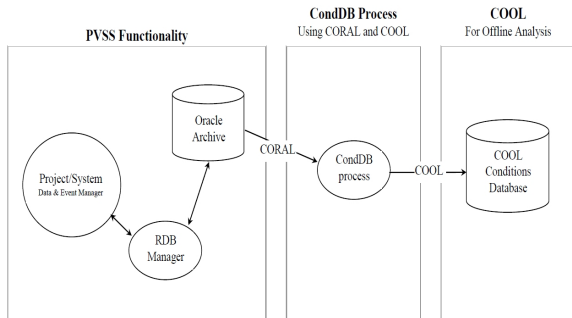 PVSS Functionality
CondDB Process
Using CORAL and COOL
COOL
For Offline Analysis
Oracle
Archive
Project/System
Data & Event Manager
RDB
Manager
CORAL
CondDB
process
COOL
COOL
Conditions
Database